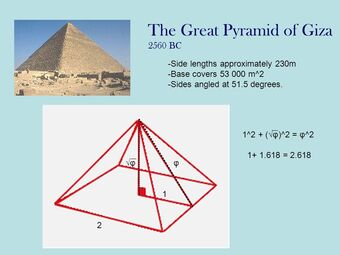 The Great Pyramid of Giza
2560 BC
-Side lengths approximately 230m
-Base covers 53 000 m^2
-Sides angled at 51.5 degrees.
1^2 + (√φ)^2 = φ^2
1+ 1.618 = 2.618
√φ
φ
1
2